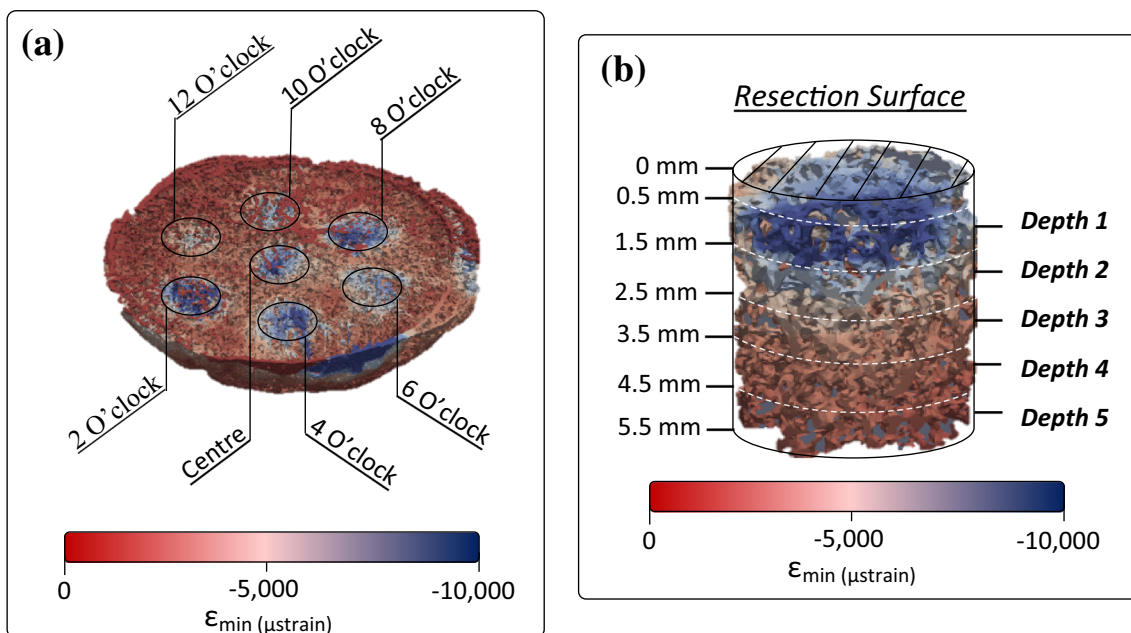 (a)
12 O'clock
10 O'clock
8 O'clock
2 O'clock
Centre
4 O'clock
6 O'clock
0
-5,000
-10,000
εmin (μstrain)
(b)
Resection Surface
0 mm
0.5 mm
1.5 mm
2.5 mm
3.5 mm
4.5 mm
5.5 mm
Depth 1
Depth 2
Depth 3
Depth 4
Depth 5
0
-5,000
-10,000
εmin (μstrain)